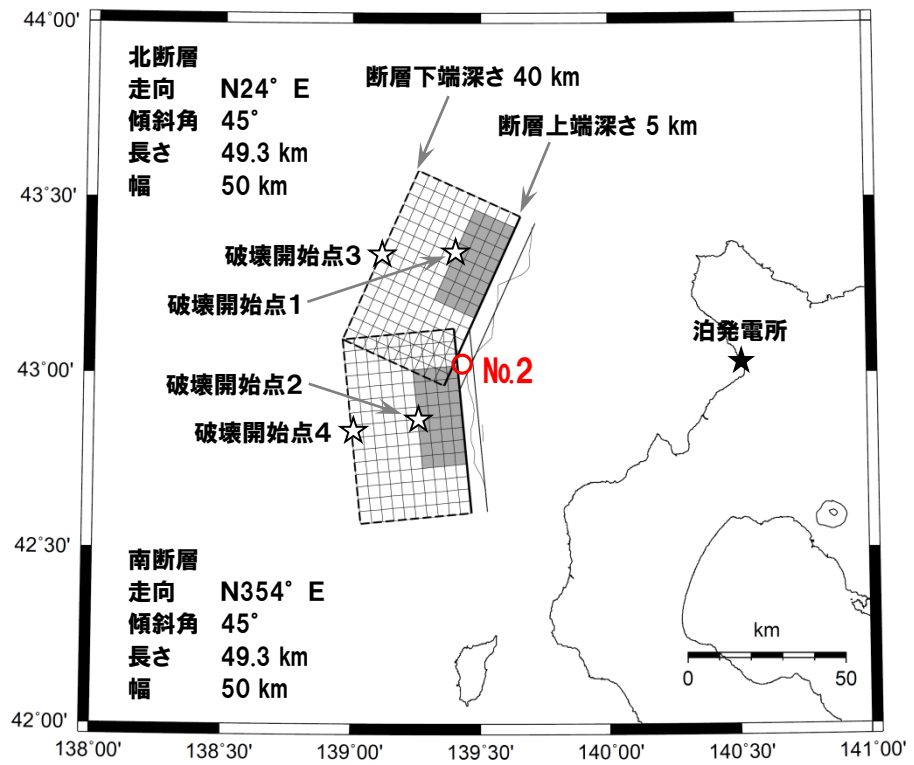 44°00'
北断層
走向 N24°E
傾斜角 45°
長さ 49.3 km
幅 50 km
断層下端深さ 40 km
断層上端深さ 5 km
43°30'
破壊開始点3
破壊開始点1
泊発電所
43°00'
No.2
破壊開始点2
破壊開始点4
42°30'
南断層
走向 N354°E
傾斜角 45°
長さ 49.3 km
幅 50 km
km
0 50
42°00'
138°00' 138°30' 139°00' 139°30' 140°00' 140°30' 141°00'